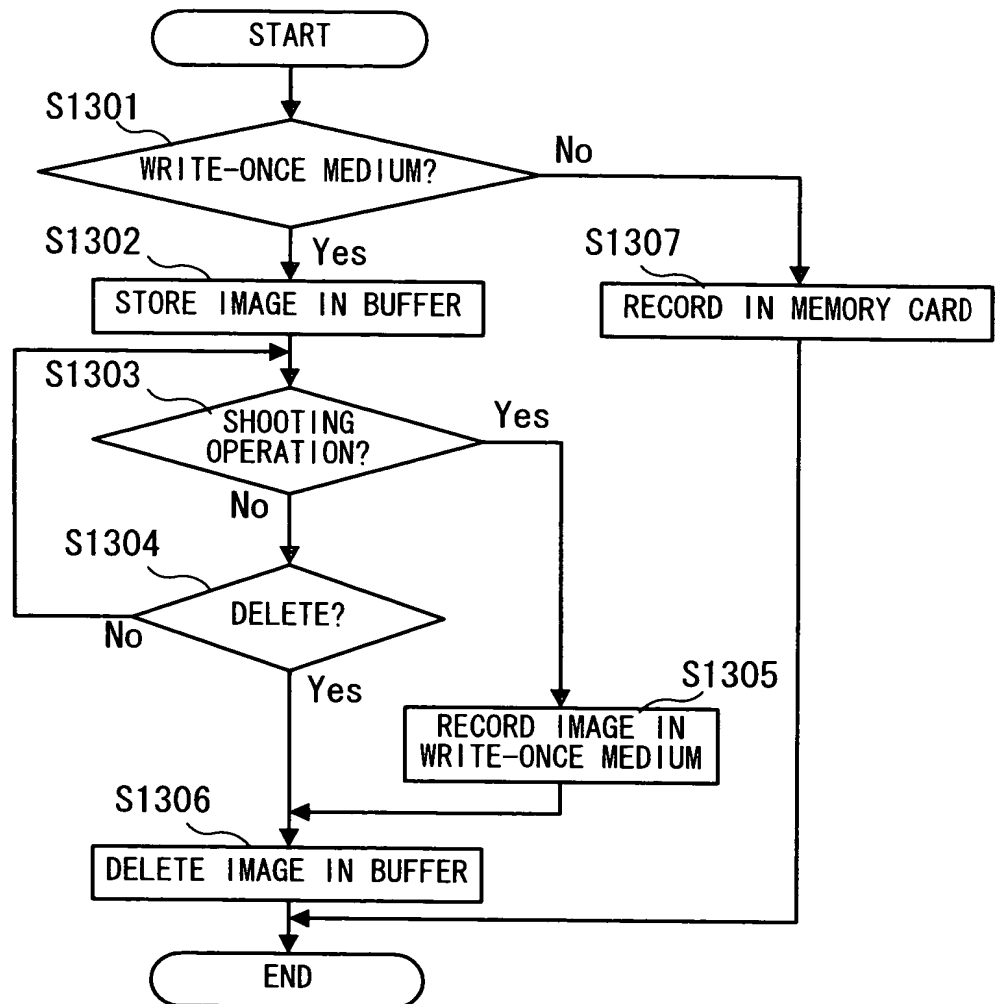 START
S1301
WRITE-ONCE MEDIUM?
No
Yes
S1302
STORE IMAGE IN BUFFER
S1307
RECORD IN MEMORY CARD
S1303
SHOOTING
OPERATION?
Yes
No
S1304
DELETE?
No
Yes
S1305
RECORD IMAGE IN
WRITE-ONCE MEDIUM
S1306
DELETE IMAGE IN BUFFER
END